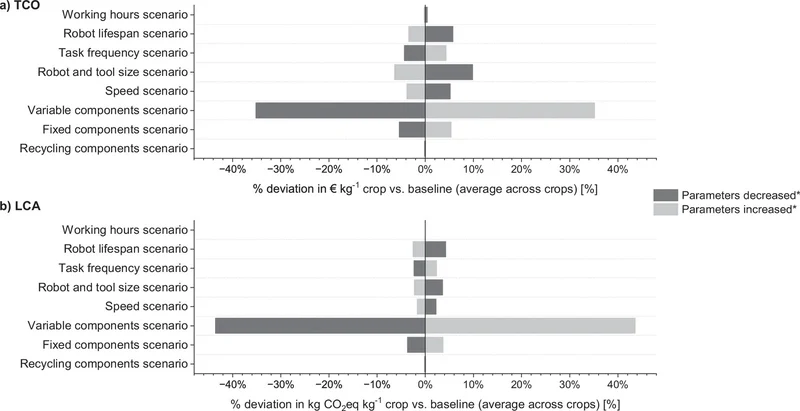 a) TCO
Working hours scenario
Robot lifespan scenario
Task frequency scenario
Robot and tool size scenario
Speed scenario
Variable components scenario
Fixed components scenario
Recycling components scenario
−40% −30% −20% −10% 0% 10% 20% 30% 40%
% deviation in € kg⁻¹ crop vs. baseline (average across crops) [%]
Parameters decreased*
Parameters increased*
b) LCA
Working hours scenario
Robot lifespan scenario
Task frequency scenario
Robot and tool size scenario
Speed scenario
Variable components scenario
Fixed components scenario
Recycling components scenario
−40% −30% −20% −10% 0% 10% 20% 30% 40%
% deviation in kg CO₂eq kg⁻¹ crop vs. baseline (average across crops) [%]